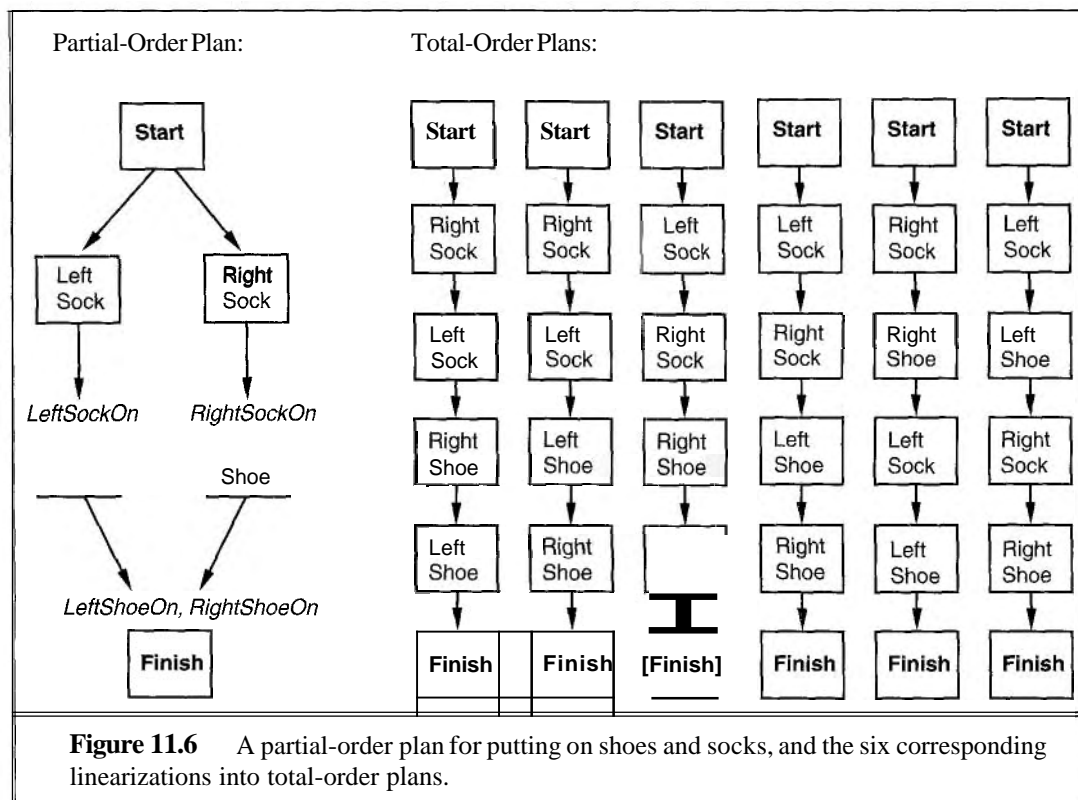 Partial-Order Plan:
Total-Order Plans:
Start
Left
Sock
Right
Sock
LeftSockOn
RightSockOn
Shoe
LeftShoeOn, RightShoeOn
Finish
Start
Right
Sock
Left
Sock
Right
Shoe
Left
Shoe
Finish
Start
Right
Sock
Left
Sock
Left
Shoe
Right
Shoe
Finish
Start
Left
Sock
Right
Sock
Right
Shoe
[Finish]
Start
Left
Sock
Right
Sock
Left
Shoe
Right
Shoe
Finish
Start
Right
Sock
Right
Shoe
Left
Sock
Left
Shoe
Finish
Start
Left
Sock
Left
Shoe
Right
Sock
Right
Shoe
Finish
Figure 11.6 A partial-order plan for putting on shoes and socks, and the six corresponding
linearizations into total-order plans.